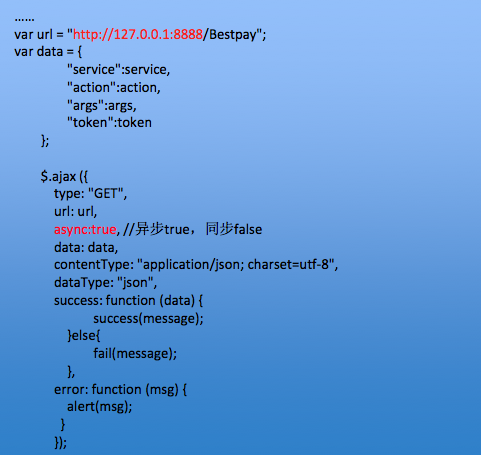 ……
var url = "http://127.0.0.1:8888/Bestpay";
var data = {
"service":service,
"action":action,
"args":args,
"token":token
};
$.ajax ({
type: "GET",
url: url,
async:true, //异步true，同步false
data: data,
contentType: "application/json; charset=utf-8",
dataType: "json",
success: function (data) {
success(message);
}else{
fail(message);
},
error: function (msg) {
alert(msg);
}
});